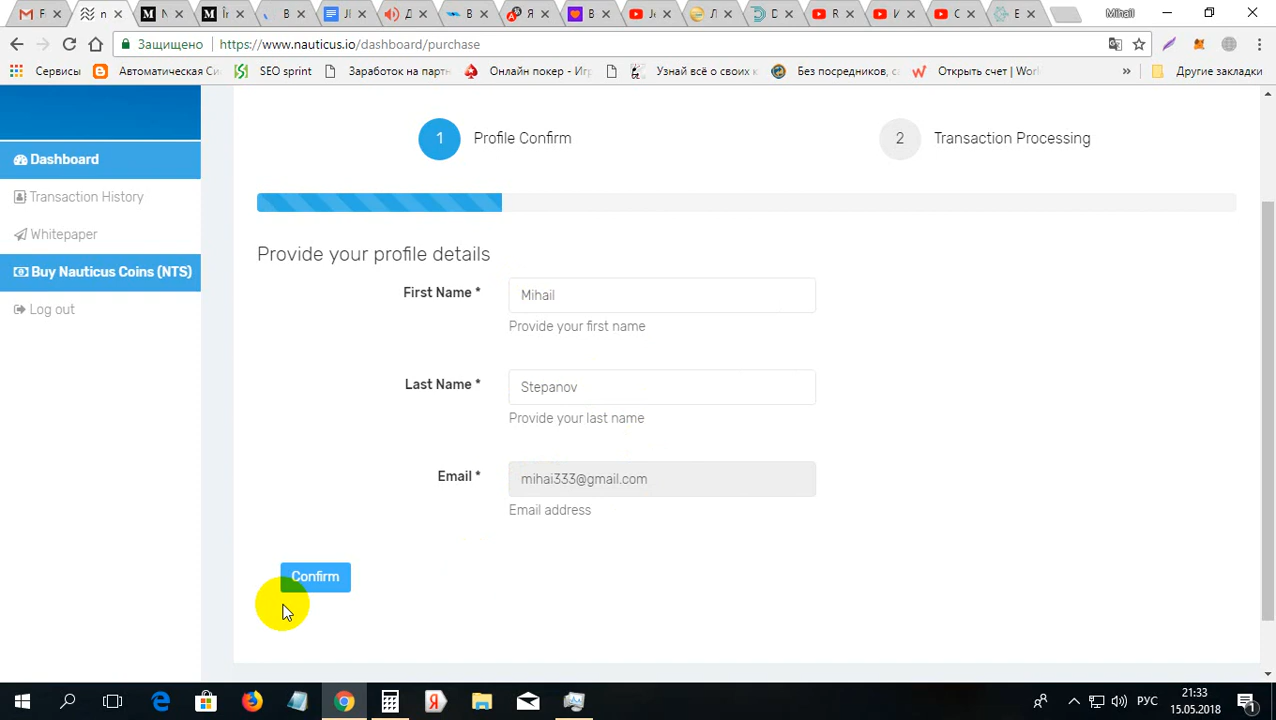 Mihail
Защищено https://www.nauticus.io/dashboard/purchase
Сервисы Автоматическая Си SEO sprint Заработок на партн Онлайн покер - Игр Узнай всё о своих к Без посредников, са Открыть счет | Worl » Другие закладки
1 Profile Confirm 2 Transaction Processing
Dashboard
Transaction History
Whitepaper
Buy Nauticus Coins (NTS)
Log out
Provide your profile details
First Name * Mihail
Provide your first name
Last Name * Stepanov
Provide your last name
Email * mihai333@gmail.com
Email address
Confirm
РУС
21:33
15.05.2018
1